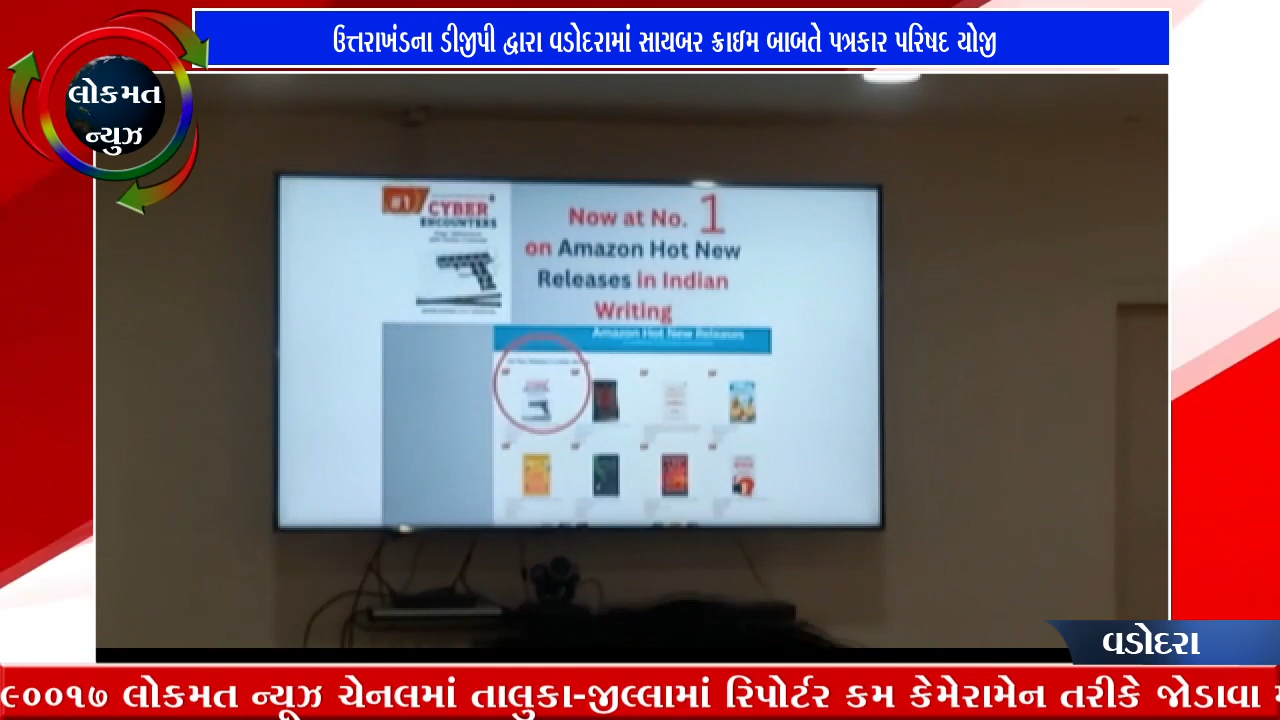 ઉત્તરાખંડના ડીજીપી દ્વારા વડોદરામાં સાયબર ક્રાઇમ બાબતે પત્રકાર પરિષદ યોજી
લોકમત
ન્યુઝ
#1
CYBER
ENCOUNTERS
Now at No. 1
on Amazon Hot New
Releases in Indian
Writing
Amazon Hot New Releases
વડોદરા
૯૦૦૧૭ લોકમત ન્યૂઝ ચેનલમાં તાલુકા-જીલ્લામાં રિપોર્ટર કમ કેમેરામેન તરીકે જોડાવા